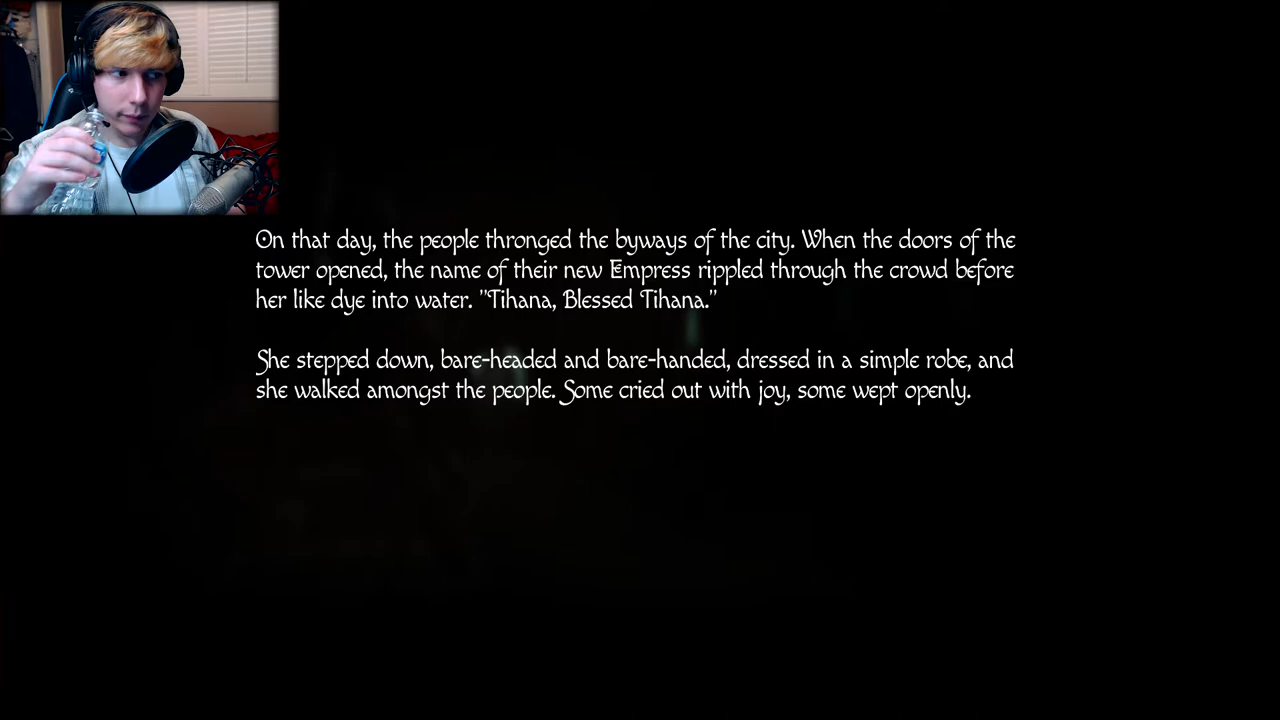 On that day, the people thronged the byways of the city. When the doors of the
tower opened, the name of their new Empress rippled through the crowd before
her like dye into water. "Tihana, Blessed Tihana."
She stepped down, bare-headed and bare-handed, dressed in a simple robe, and
she walked amongst the people. Some cried out with joy, some wept openly.